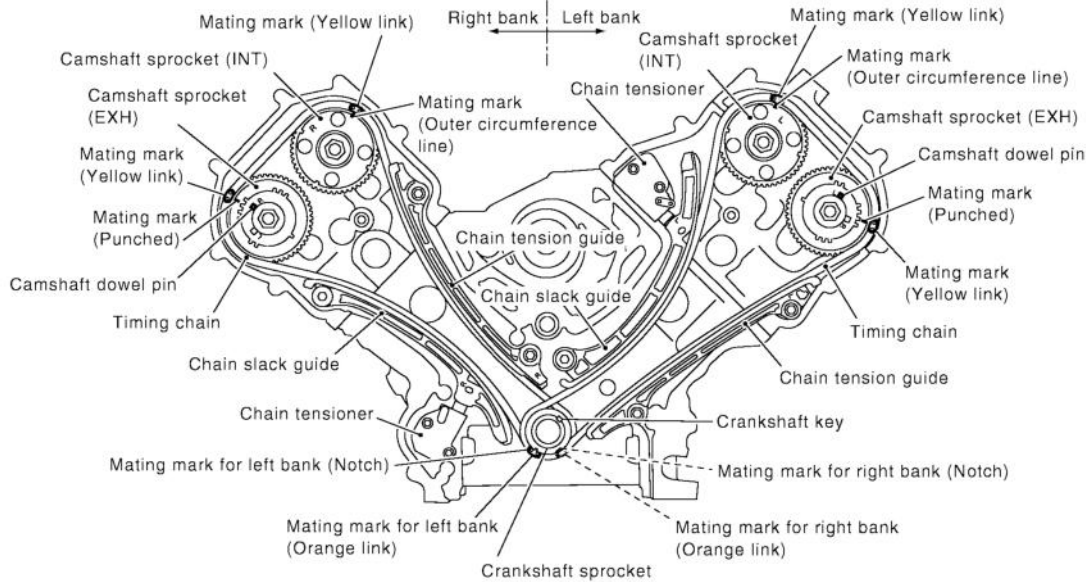 Mating mark (Yellow link)
Right bank
Left bank
Mating mark (Yellow link)
Camshaft sprocket (INT)
Camshaft sprocket
(INT)
Mating mark
(Outer circumference line)
Chain tensioner
Camshaft sprocket
(EXH)
Mating mark
(Outer circumference
line)
Camshaft sprocket (EXH)
R
L
Mating mark
(Yellow link)
Camshaft dowel pin
Mating mark
(Punched)
Mating mark
(Punched)
Chain tension guide
Camshaft dowel pin
Chain slack guide
Mating mark
(Yellow link)
Timing chain
Timing chain
Chain slack guide
Chain tension guide
Chain tensioner
Crankshaft key
Mating mark for left bank (Notch)
Mating mark for right bank (Notch)
Mating mark for left bank
(Orange link)
Mating mark for right bank
(Orange link)
Crankshaft sprocket